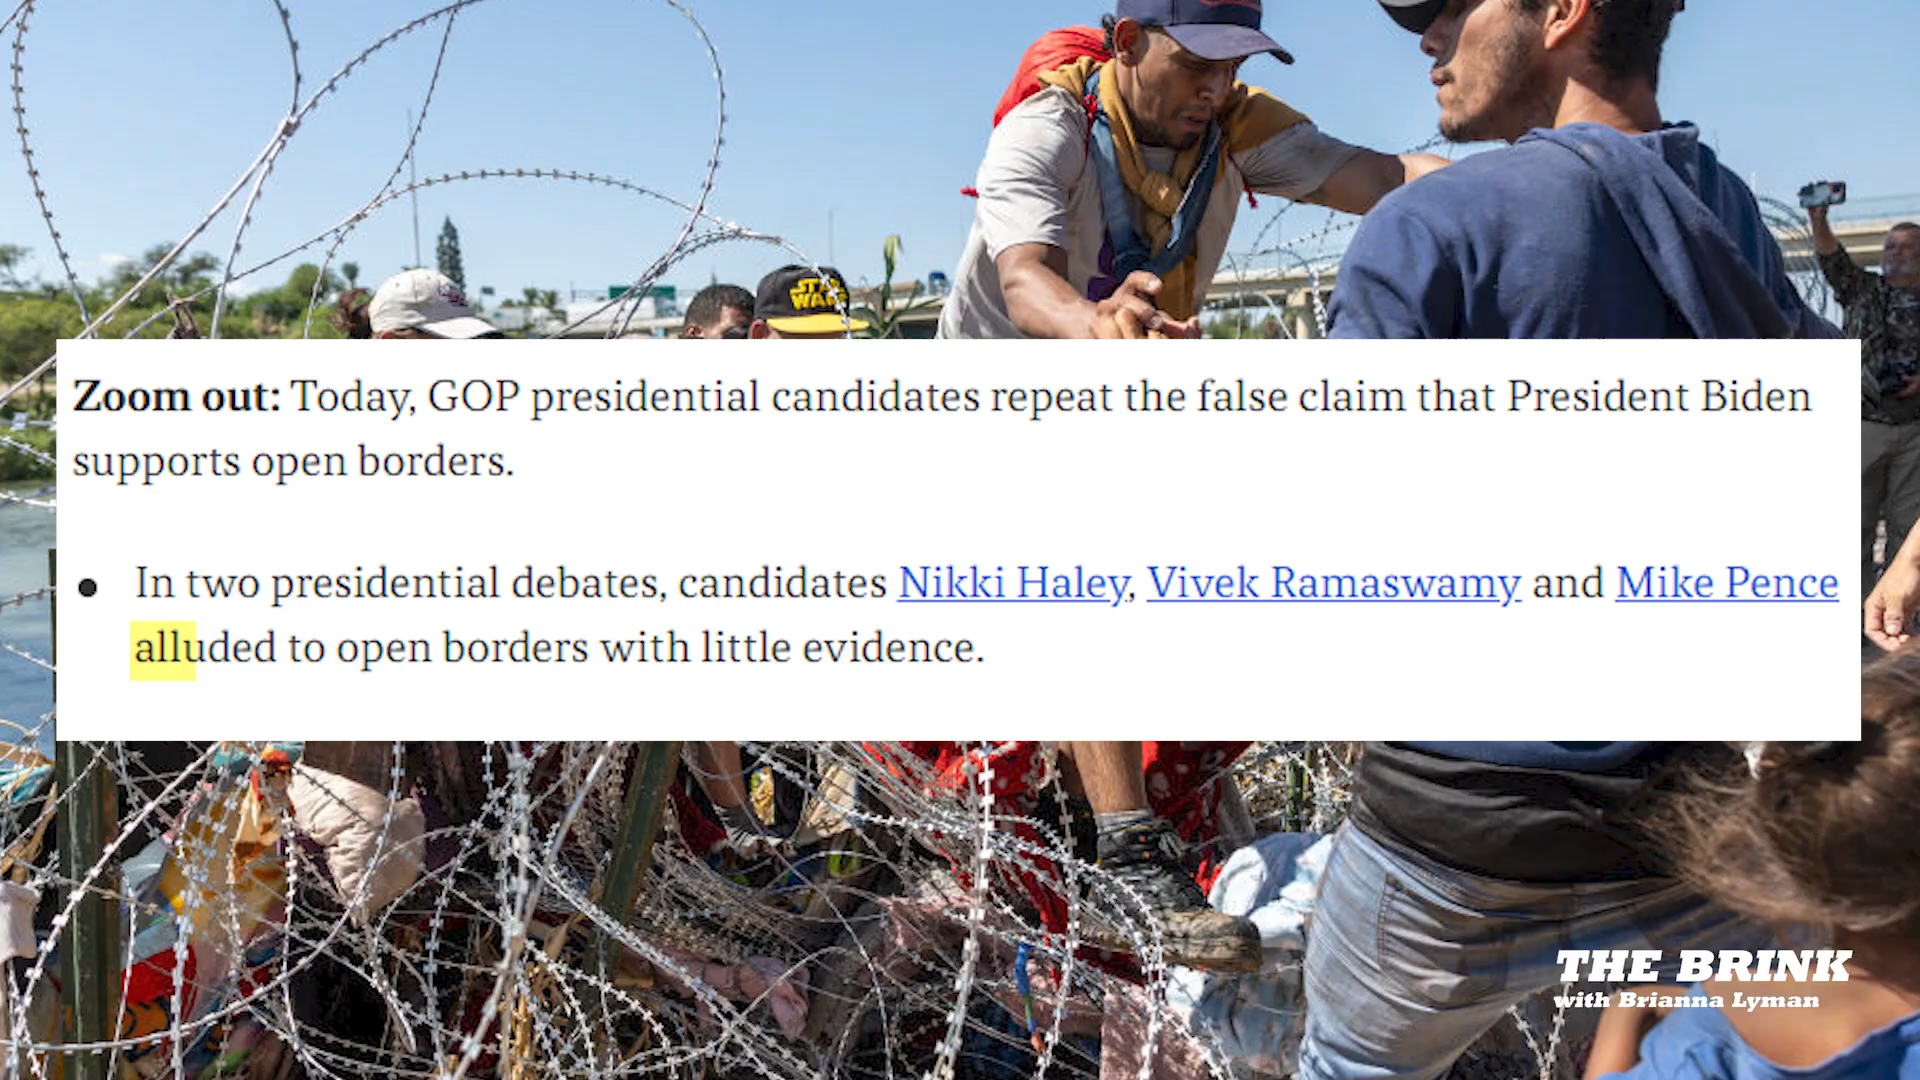 STAR
WARS
Zoom out: Today, GOP presidential candidates repeat the false claim that President Biden
supports open borders.
● In two presidential debates, candidates Nikki Haley, Vivek Ramaswamy and Mike Pence
alluded to open borders with little evidence.
THE BRINK
with Brianna Lyman